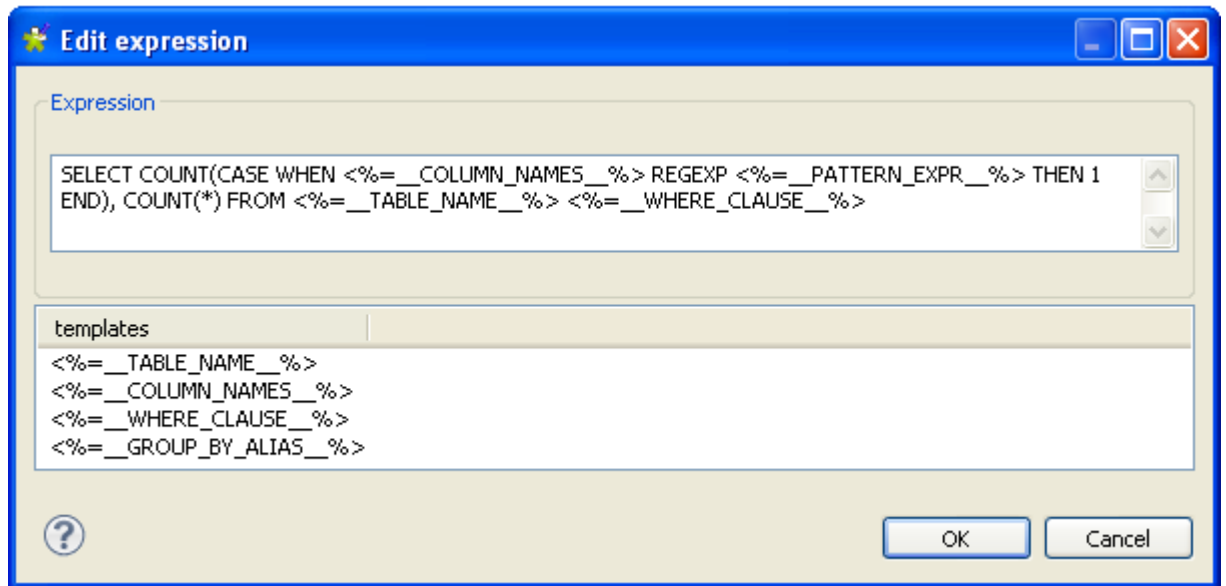 Edit expression
Expression
SELECT COUNT(CASE WHEN <%=__COLUMN_NAMES__%> REGEXP <%=__PATTERN_EXPR__%> THEN 1
END), COUNT(*) FROM <%=__TABLE_NAME__%> <%=__WHERE_CLAUSE__%>
templates
<%=__TABLE_NAME__%>
<%=__COLUMN_NAMES__%>
<%=__WHERE_CLAUSE__%>
<%=__GROUP_BY_ALIAS__%>
?
OK Cancel